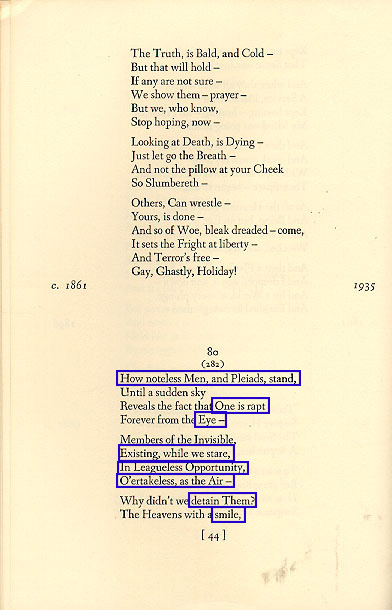 The Truth, is Bald, and Cold –
But that will hold –
If any are not sure –
We show them – prayer –
But we, who know,
Stop hoping, now –
Looking at Death, is Dying –
Just let go the Breath –
And not the pillow at your Cheek
So Slumbereth –
Others, Can wrestle –
Yours, is done –
And so of Woe, bleak dreaded – come,
It sets the Fright at liberty –
And Terror's free –
Gay, Ghastly, Holiday!
c. 1861 1935
80
(282)
How noteless Men, and Pleiads, stand,
Until a sudden sky
Reveals the fact that One is rapt
Forever from the Eye –
Members of the Invisible,
Existing, while we stare,
In Leagueless Opportunity,
O'ertakeless, as the Air –
Why didn't we detain Them?
The Heavens with a smile,
[ 44 ]